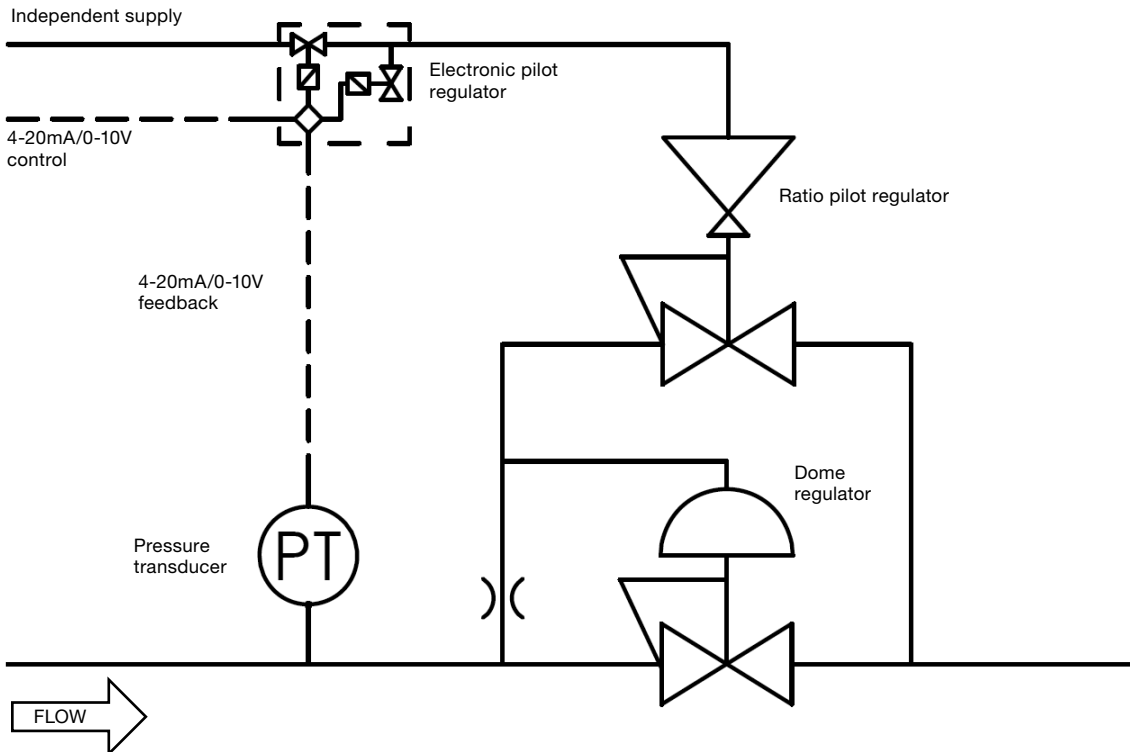 Independent supply
Electronic pilot
regulator
4-20mA/0-10V
control
Ratio pilot regulator
4-20mA/0-10V
feedback
Dome
regulator
Pressure
transducer
PT
FLOW